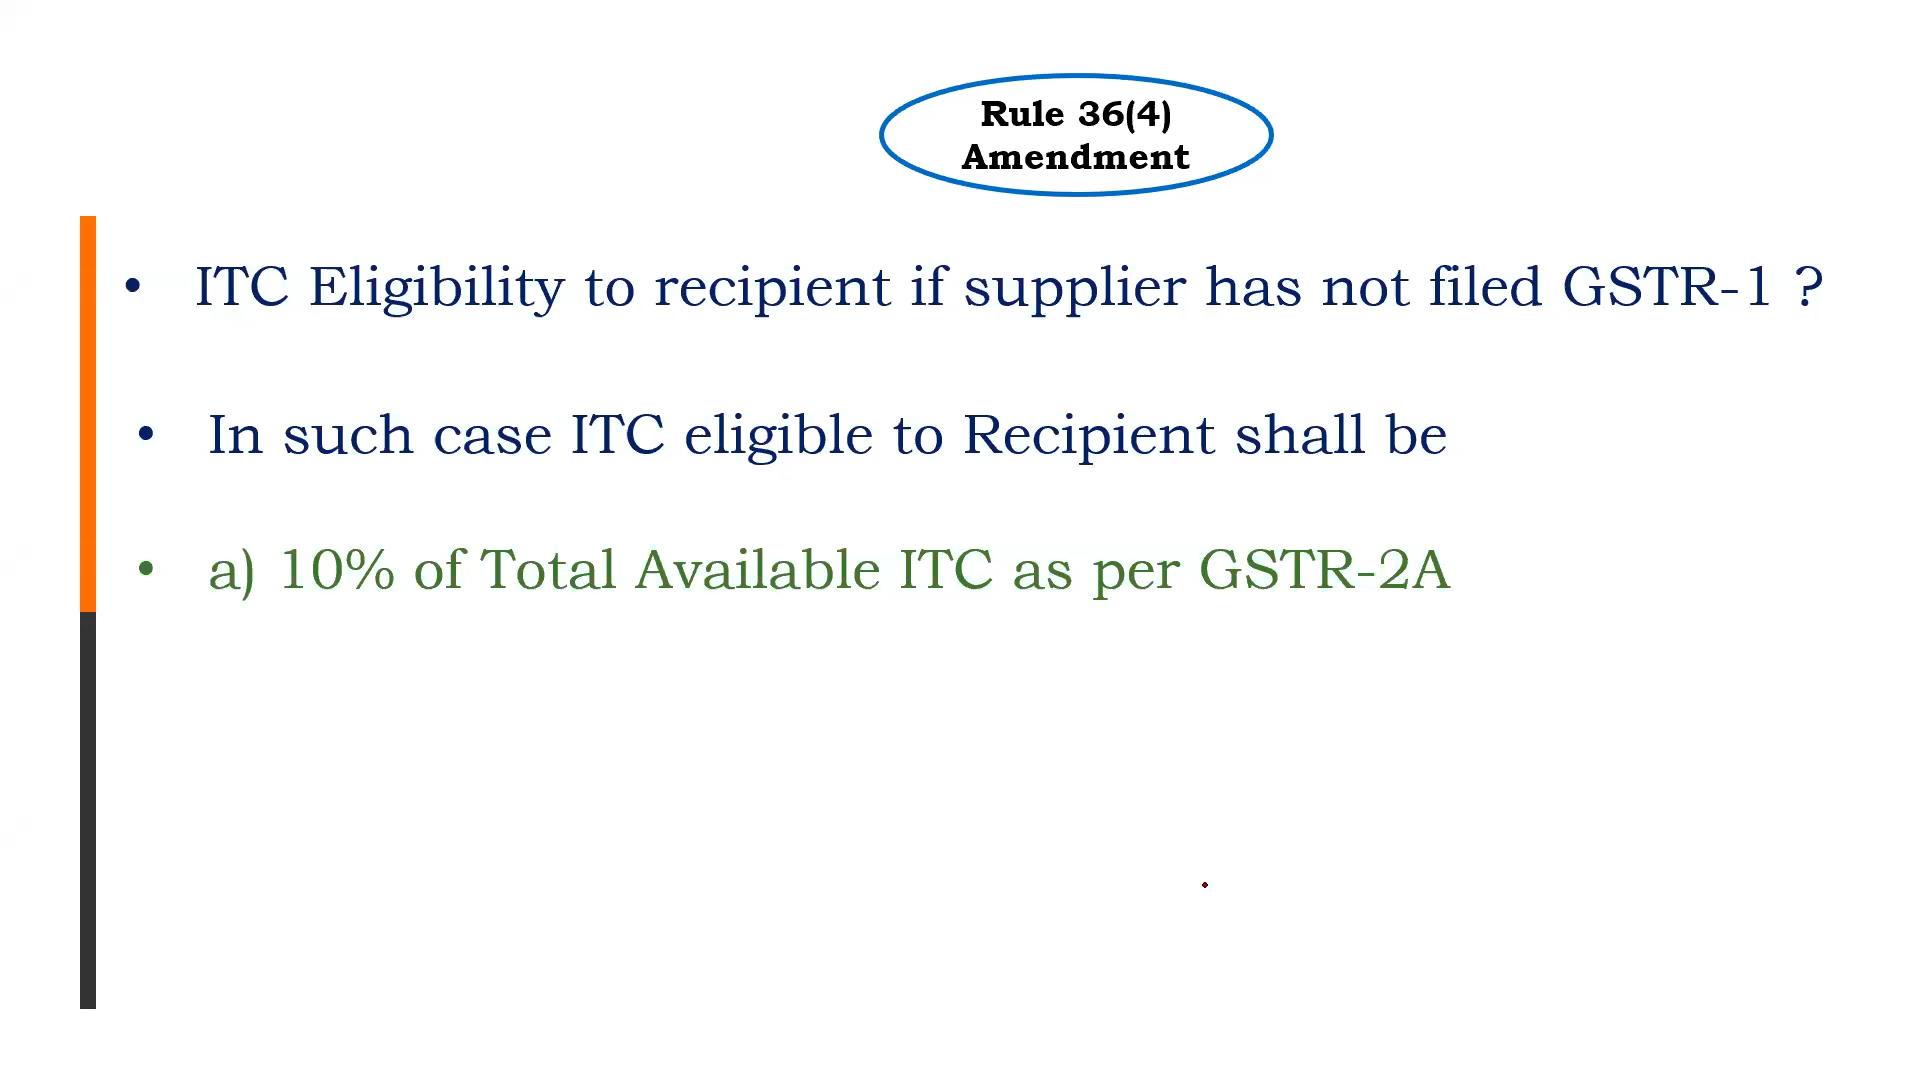 Rule 36(4)
Amendment
• ITC Eligibility to recipient if supplier has not filed GSTR-1 ?
• In such case ITC eligible to Recipient shall be
• a) 10% of Total Available ITC as per GSTR-2A